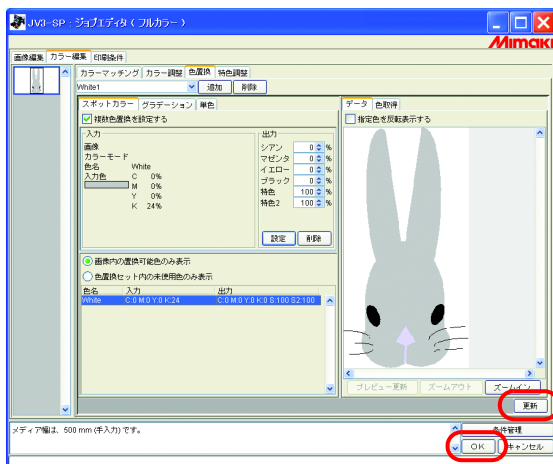 JV3-SP : ジョブエディタ ( フルカラー )
Mimaki
画像編集 カラー編集 印刷条件
カラーマッチング カラー調整 色置換 特色調整
White1 追加 削除
スポットカラー グラデーション 単色
複数色置換を設定する
入力
画像
カラーモード
色名 White
入力色 C 0%
M 0%
Y 0%
K 24%
出力
シアン 0 %
マゼンタ 0 %
イエロー 0 %
ブラック 0 %
特色 100 %
特色2 100 %
設定 削除
画像内の置換可能色のみ表示
色置換セット内の未使用色のみ表示
色名 入力 出力
White C:0 M:0 Y:0 K:24 C:0 M:0 Y:0 K:0 S:100 S2:100
データ 色取得
指定色を反転表示する
プレビュー更新 ズームアウト ズームイン
更新
メディア幅は、500 mm (手入力) です。
条件管理
OK キャンセル